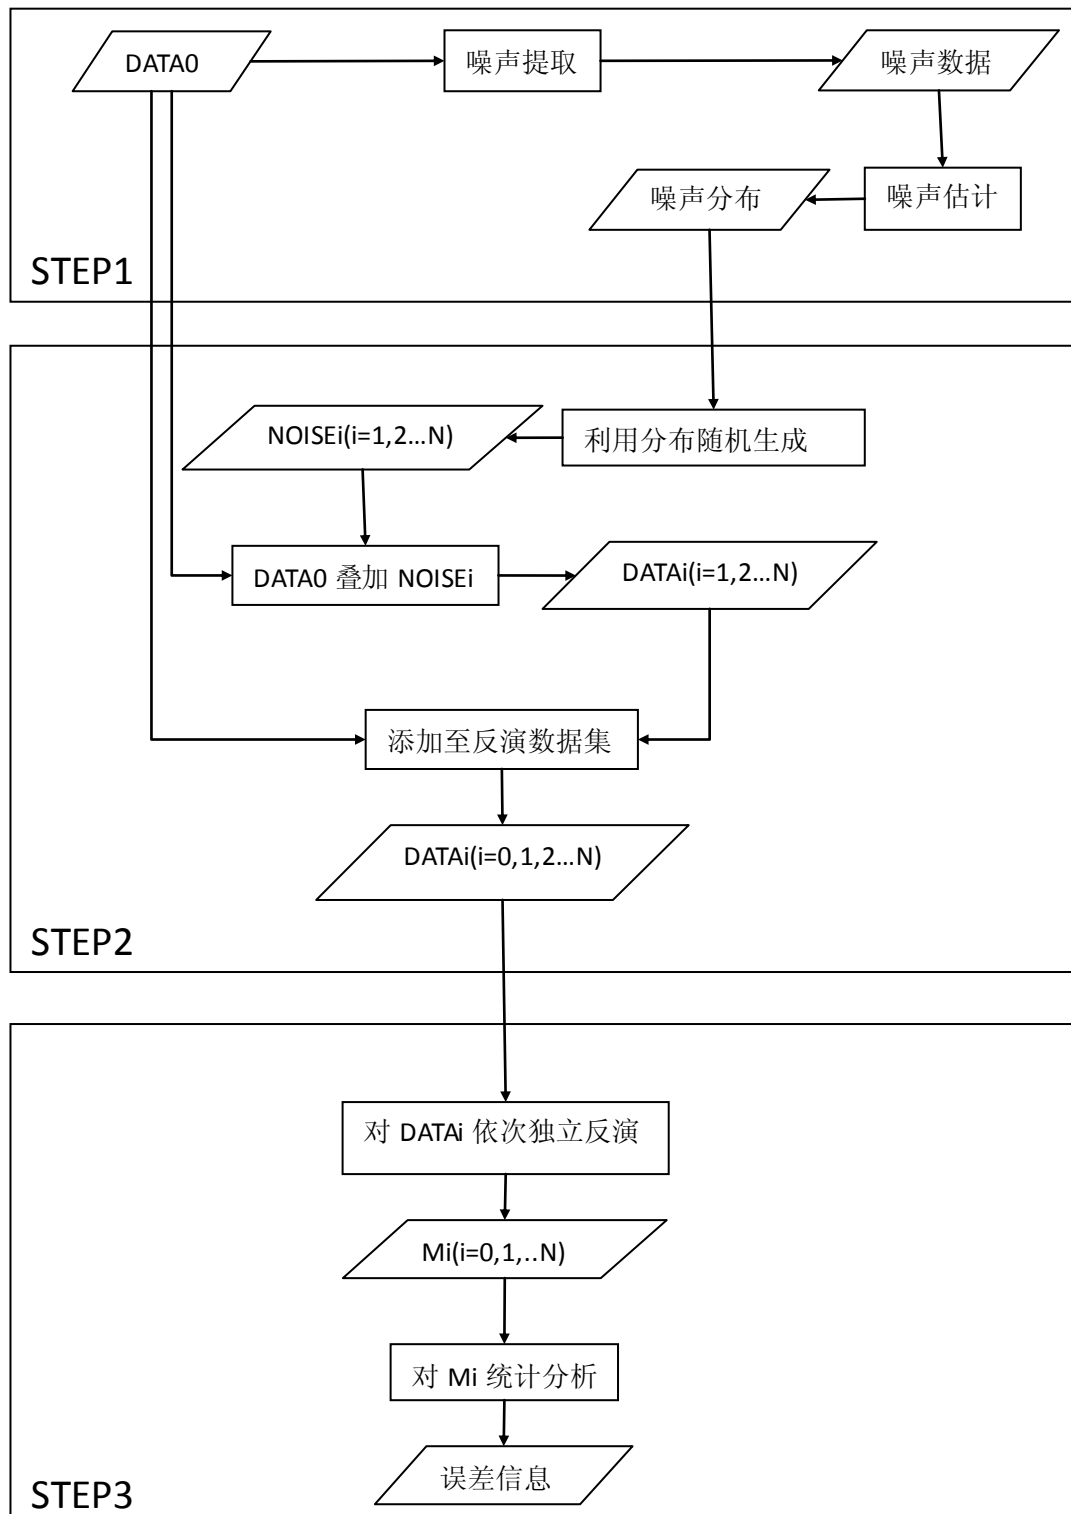 DATA0
噪声提取
噪声数据
噪声分布
噪声估计
STEP1
NOISEi(i=1,2...N)
利用分布随机生成
DATA0 叠加 NOISEi
DATAi(i=1,2...N)
添加至反演数据集
DATAi(i=0,1,2...N)
STEP2
对 DATAi 依次独立反演
Mi(i=0,1,..N)
对 Mi 统计分析
误差信息
STEP3